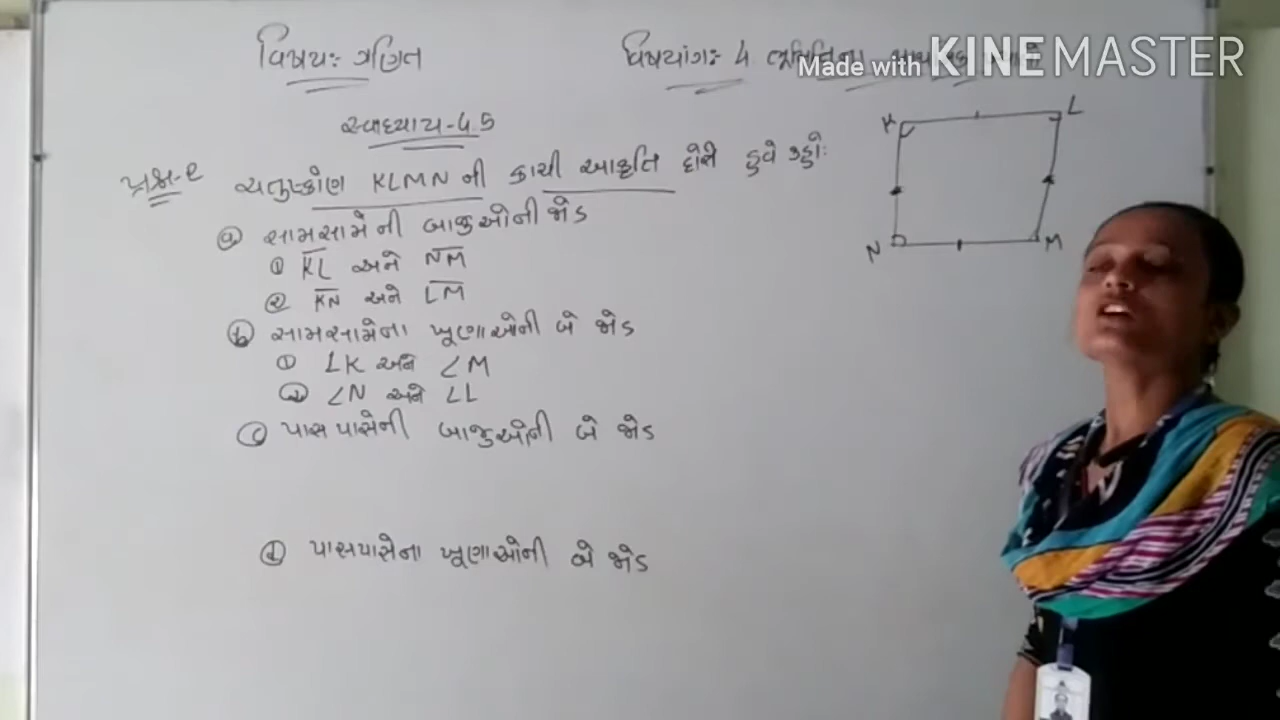 વિષય: ગણિત
વિષયાંગ: 4 ભૂમિતિના
Made with KINEMASTER
સ્વાધ્યાય-4.5
પ્રશ્ન-૨ ચતુષ્કોણ KLMN ની કાચી આકૃતિ દોરી હવે કહો:
ⓐ સામસામેની બાજુઓની જોડ
① KL અને NM
② KN અને LM
ⓑ સામસામેના ખૂણાઓની બે જોડ
① ∠K અને ∠M
② ∠N અને ∠L
ⓒ પાસપાસેની બાજુઓની બે જોડ
ⓓ પાસપાસેના ખૂણાઓની બે જોડ
K
L
N
M